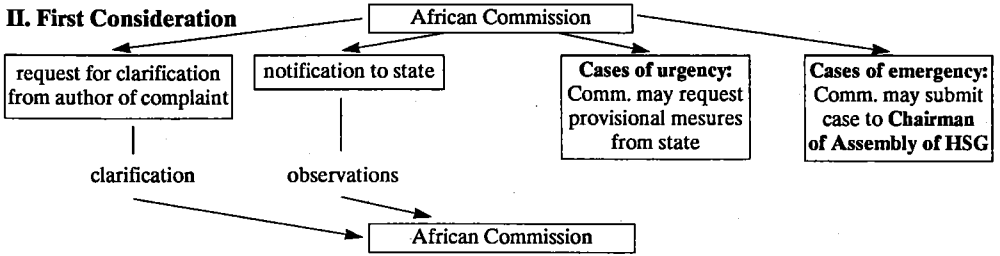 II. First Consideration
African Commission
request for clarification
from author of complaint
notification to state
Cases of urgency:
Comm. may request
provisional mesures
from state
Cases of emergency:
Comm. may submit
case to Chairman
of Assembly of HSG
clarification
observations
African Commission